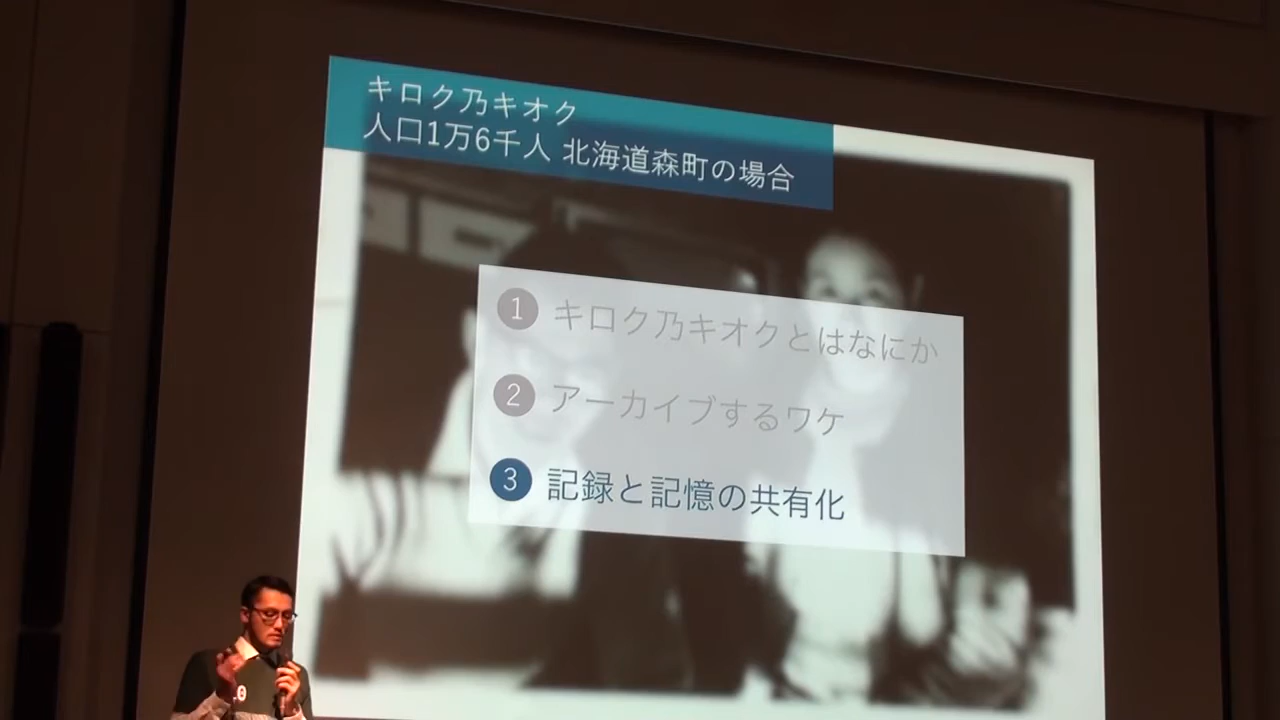 キロク乃キオク
人口1万6千人 北海道森町の場合
1 キロク乃キオクとはなにか
2 アーカイブするワケ
3 記録と記憶の共有化
.0